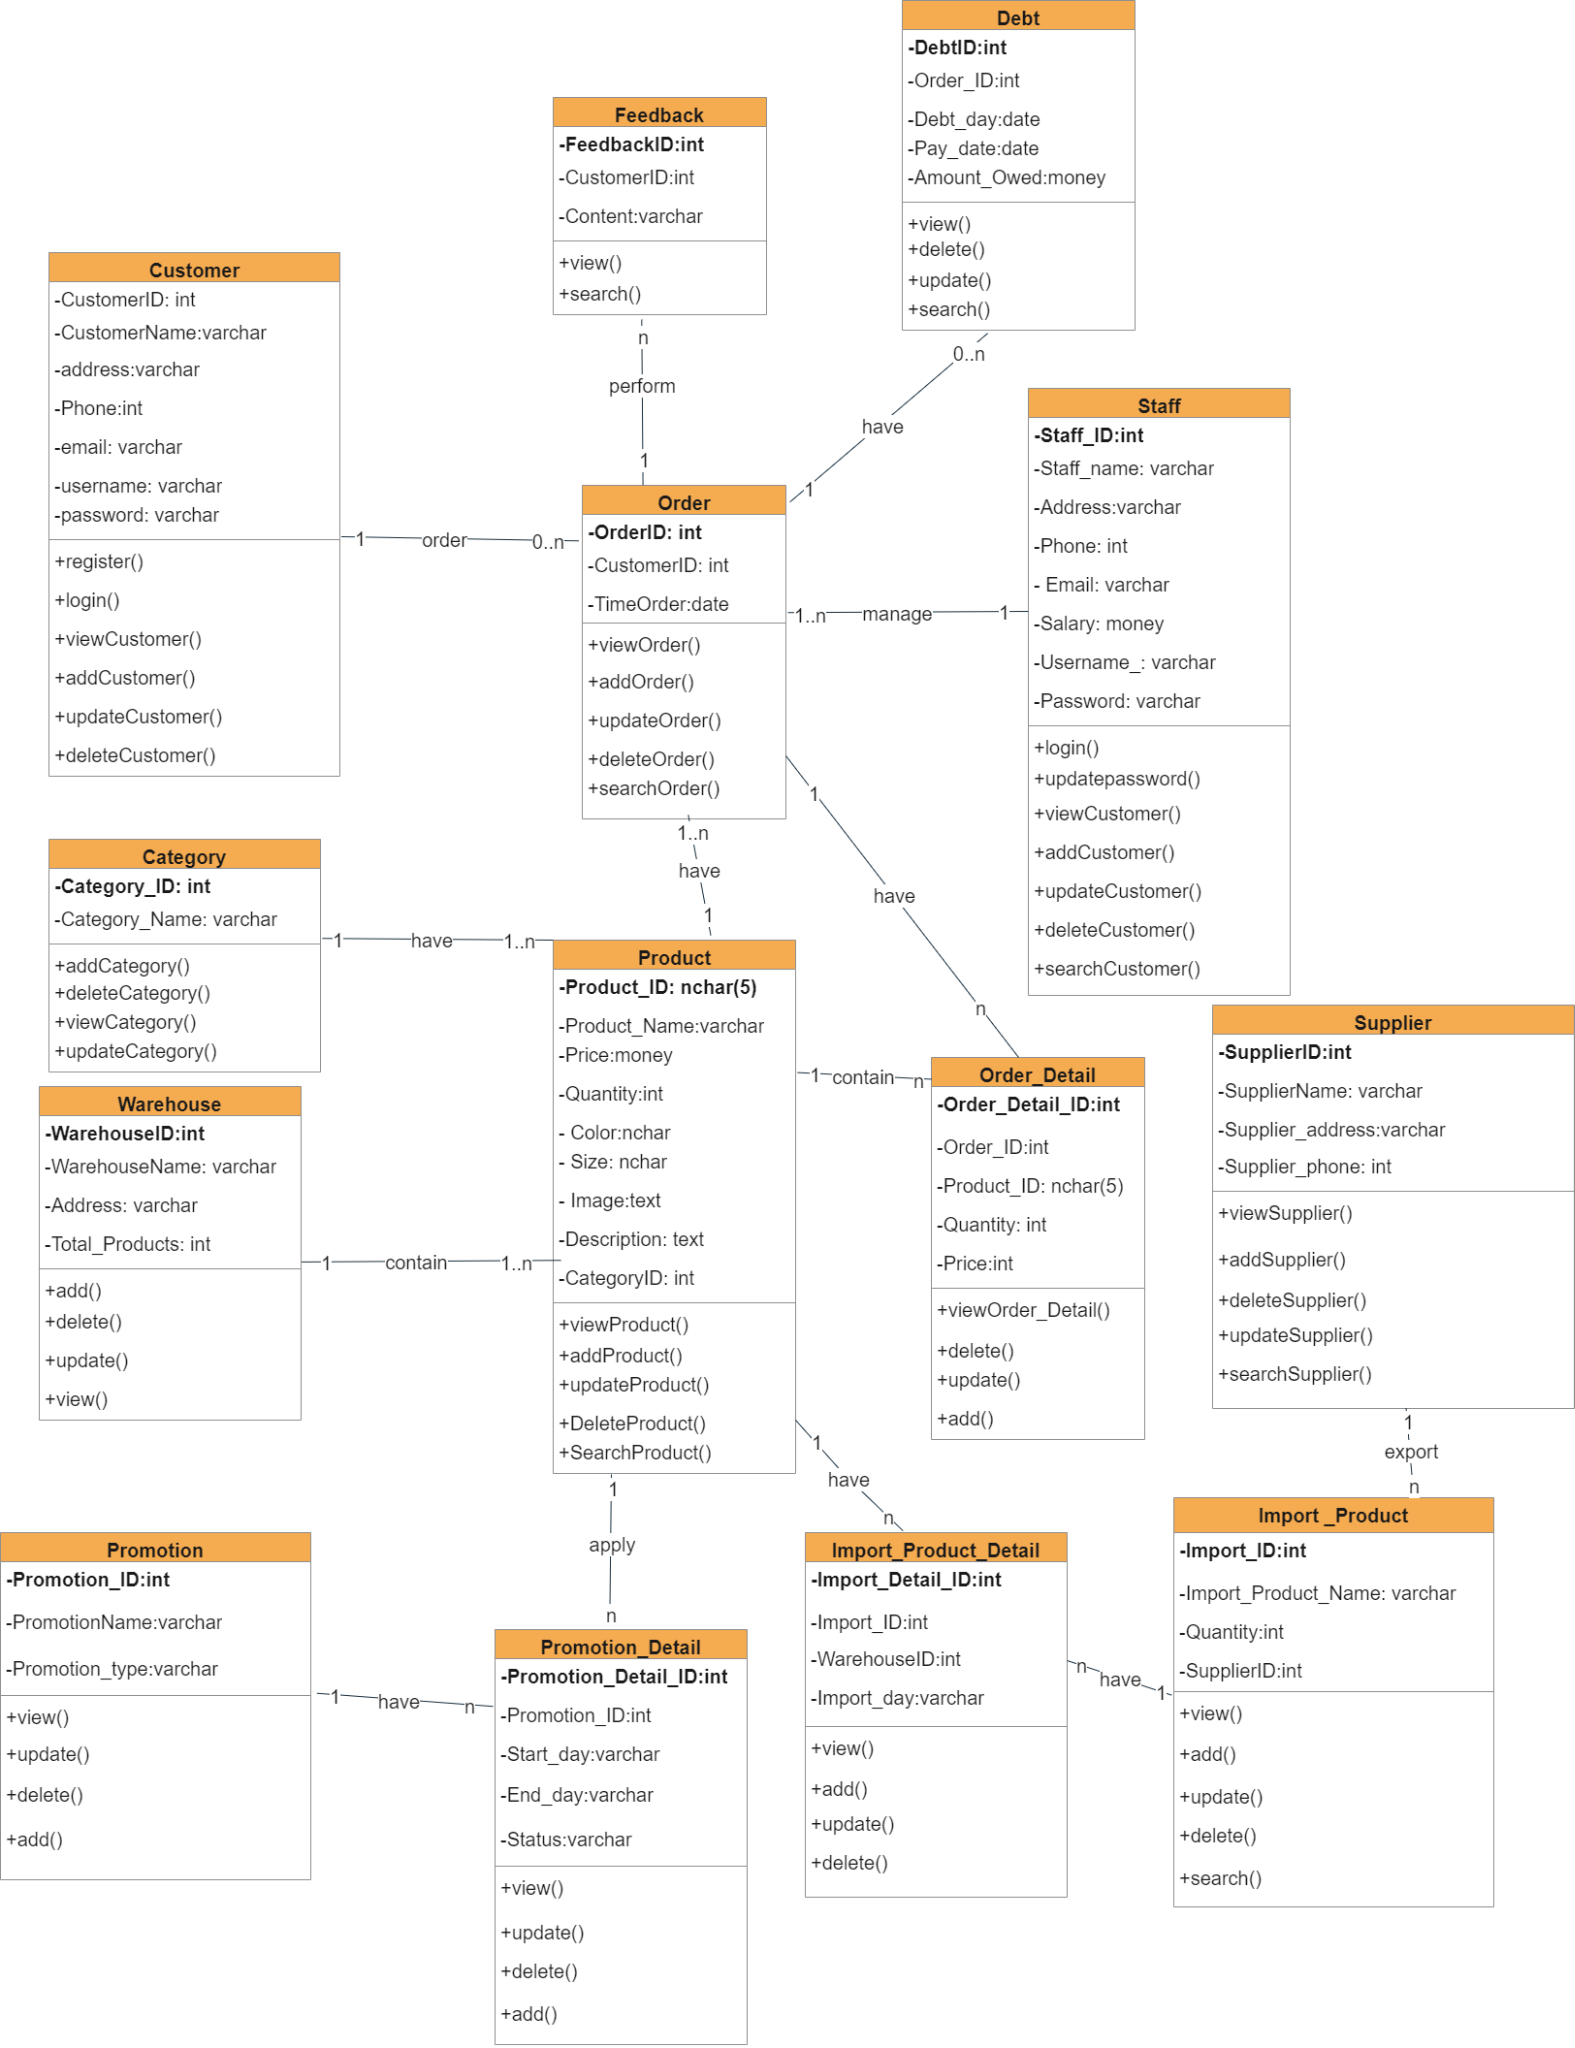 Debt
-DebtID:int
-Order_ID:int
-Debt_day:date
-Pay_date:date
-Amount_Owed:money
+view()
+delete()
+update()
+search()
Feedback
-FeedbackID:int
-CustomerID:int
-Content:varchar
+view()
+search()
Customer
-CustomerID: int
-CustomerName:varchar
-address:varchar
-Phone:int
-email: varchar
-username: varchar
-password: varchar
+register()
+login()
+viewCustomer()
+addCustomer()
+updateCustomer()
+deleteCustomer()
n
perform
1
0..n
have
1
1
order
0..n
Order
-OrderID: int
-CustomerID: int
-TimeOrder:date
+viewOrder()
+addOrder()
+updateOrder()
+deleteOrder()
+searchOrder()
1..n
manage
1
Staff
-Staff_ID:int
-Staff_name: varchar
-Address:varchar
-Phone: int
- Email: varchar
-Salary: money
-Username_: varchar
-Password: varchar
+login()
+updatepassword()
+viewCustomer()
+addCustomer()
+updateCustomer()
+deleteCustomer()
+searchCustomer()
1..n
have
1
1
have
n
Category
-Category_ID: int
-Category_Name: varchar
+addCategory()
+deleteCategory()
+viewCategory()
+updateCategory()
1
have
1..n
Product
-Product_ID: nchar(5)
-Product_Name:varchar
-Price:money
-Quantity:int
- Color:nchar
- Size: nchar
- Image:text
-Description: text
-CategoryID: int
+viewProduct()
+addProduct()
+updateProduct()
+DeleteProduct()
+SearchProduct()
1
contain
n
Order_Detail
-Order_Detail_ID:int
-Order_ID:int
-Product_ID: nchar(5)
-Quantity: int
-Price:int
+viewOrder_Detail()
+delete()
+update()
+add()
Supplier
-SupplierID:int
-SupplierName: varchar
-Supplier_address:varchar
-Supplier_phone: int
+viewSupplier()
+addSupplier()
+deleteSupplier()
+updateSupplier()
+searchSupplier()
Warehouse
-WarehouseID:int
-WarehouseName: varchar
-Address: varchar
-Total_Products: int
+add()
+delete()
+update()
+view()
1
contain
1..n
1
export
n
1
have
n
1
apply
n
Promotion
-Promotion_ID:int
-PromotionName:varchar
-Promotion_type:varchar
+view()
+update()
+delete()
+add()
1
have
n
Promotion_Detail
-Promotion_Detail_ID:int
-Promotion_ID:int
-Start_day:varchar
-End_day:varchar
-Status:varchar
+view()
+update()
+delete()
+add()
Import_Product_Detail
-Import_Detail_ID:int
-Import_ID:int
-WarehouseID:int
-Import_day:varchar
+view()
+add()
+update()
+delete()
n
have
1
Import _Product
-Import_ID:int
-Import_Product_Name: varchar
-Quantity:int
-SupplierID:int
+view()
+add()
+update()
+delete()
+search()